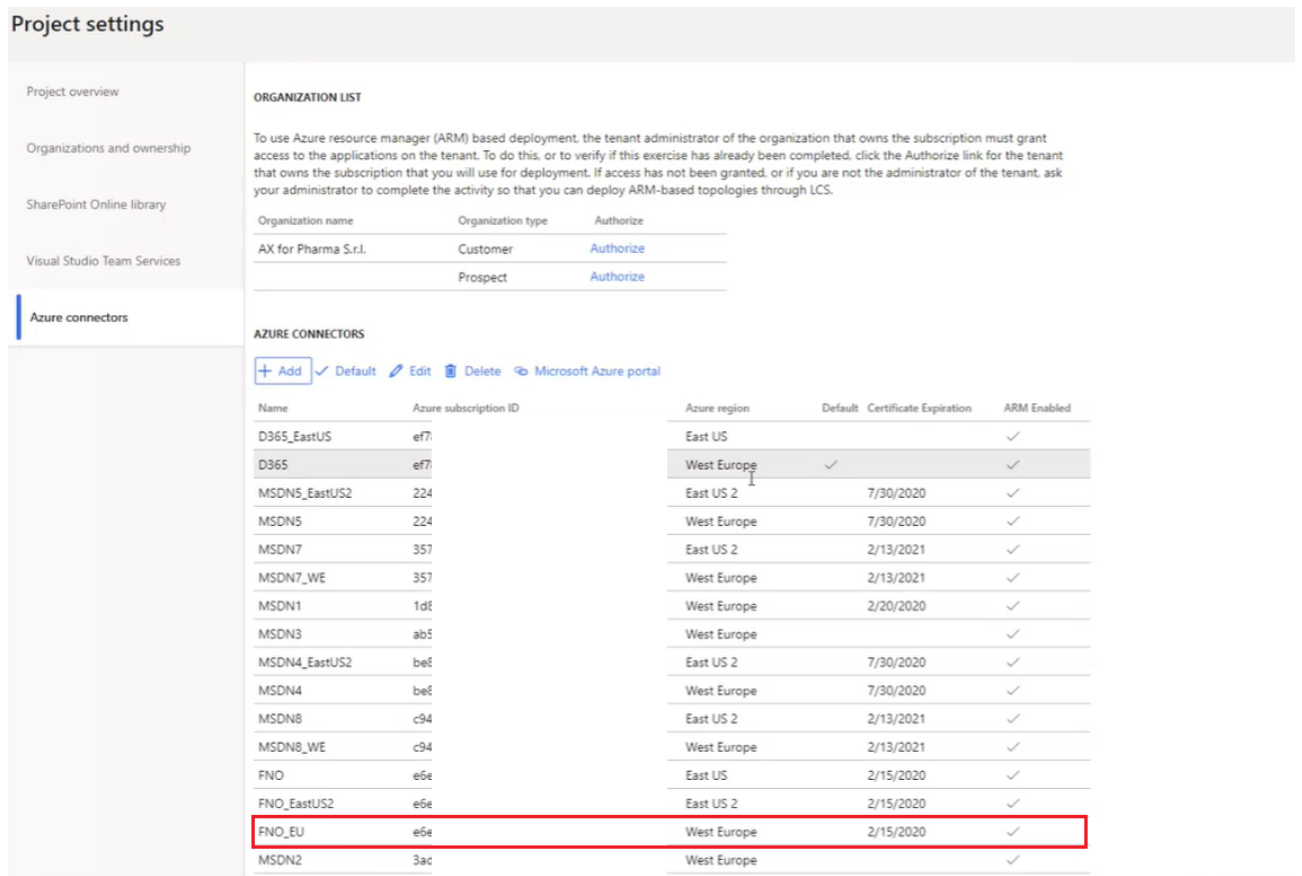 Project settings
Project overview
Organizations and ownership
SharePoint Online library
Visual Studio Team Services
Azure connectors
ORGANIZATION LIST
To use Azure resource manager (ARM) based deployment, the tenant administrator of the organization that owns the subscription must grant
access to the applications on the tenant. To do this, or to verify if this exercise has already been completed, click the Authorize link for the tenant
that owns the subscription that you will use for deployment. If access has not been granted, or if you are not the administrator of the tenant, ask
your administrator to complete the activity so that you can deploy ARM-based topologies through LCS.
Organization name Organization type Authorize
AX for Pharma S.r.l. Customer Authorize
Prospect Authorize
AZURE CONNECTORS
+ Add ✓ Default Edit Delete Microsoft Azure portal
Name Azure subscription ID Azure region Default Certificate Expiration ARM Enabled
D365_EastUS ef7 East US ✓
D365 ef7 West Europe ✓ ✓
MSDN5_EastUS2 224 East US 2 7/30/2020 ✓
MSDN5 224 West Europe 7/30/2020 ✓
MSDN7 357 East US 2 2/13/2021 ✓
MSDN7_WE 357 West Europe 2/13/2021 ✓
MSDN1 1d8 West Europe 2/20/2020 ✓
MSDN3 ab5 West Europe ✓
MSDN4_EastUS2 be8 East US 2 7/30/2020 ✓
MSDN4 be8 West Europe 7/30/2020 ✓
MSDN8 c94 East US 2 2/13/2021 ✓
MSDN8_WE c94 West Europe 2/13/2021 ✓
FNO e6e East US 2/15/2020 ✓
FNO_EastUS2 e6e East US 2 2/15/2020 ✓
FNO_EU e6e West Europe 2/15/2020 ✓
MSDN2 3ad West Europe ✓